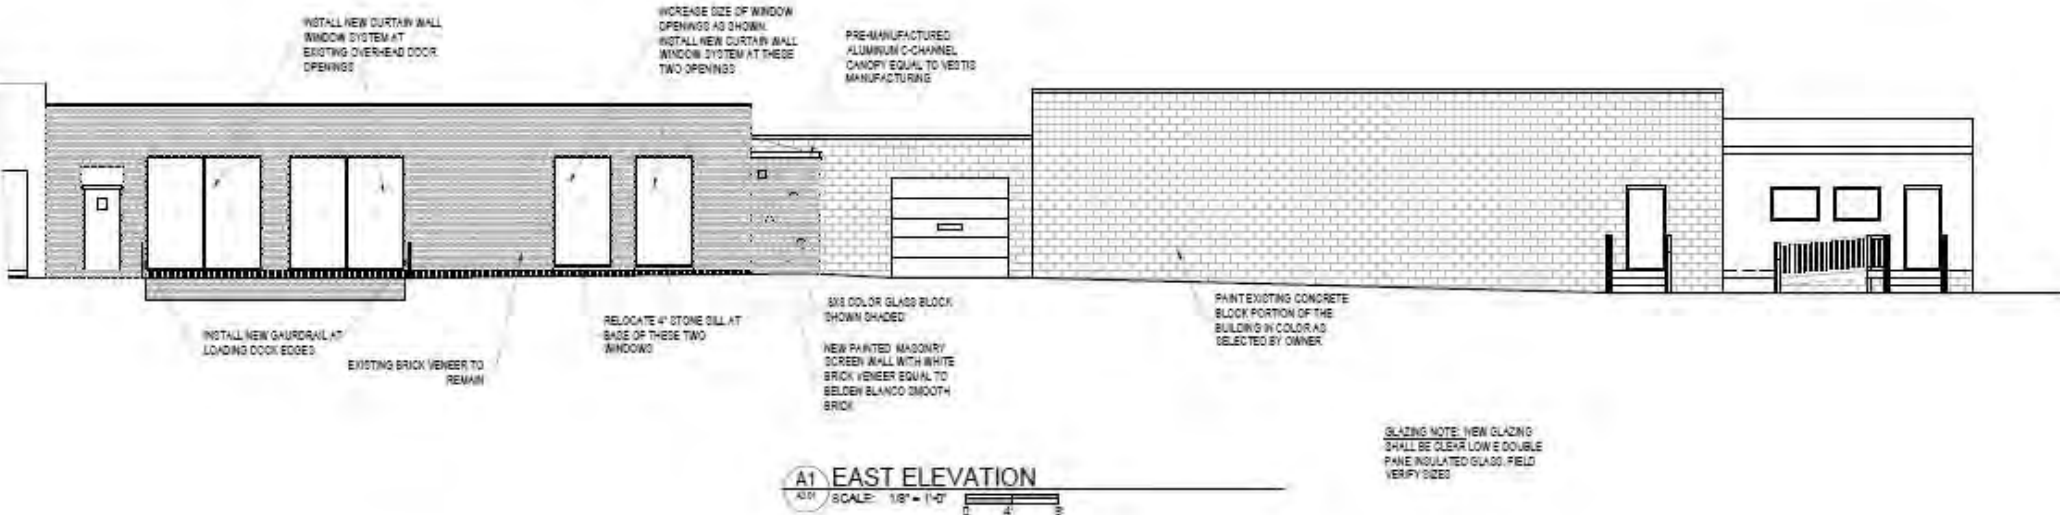 INSTALL NEW CURTAIN WALL
WINDOW SYSTEM AT
EXISTING OVERHEAD DOOR
OPENINGS
INCREASE SIZE OF WINDOW
OPENINGS AS SHOWN.
INSTALL NEW CURTAIN WALL
WINDOW SYSTEM AT THESE
TWO OPENINGS
PRE-MANUFACTURED
ALUMINUM C-CHANNEL
CANOPY EQUAL TO VESTIS
MANUFACTURING
INSTALL NEW GAURDRAIL AT
LOADING DOCK EDGES
EXISTING BRICK VENEER TO
REMAIN
RELOCATE 4" STONE SILL AT
BASE OF THESE TWO
WINDOWS
8X8 COLOR GLASS BLOCK
SHOWN SHADED
NEW PAINTED MASONRY
SCREEN WALL WITH WHITE
BRICK VENEER EQUAL TO
BELDEN BLANCO SMOOTH
BRICK
PAINT EXISTING CONCRETE
BLOCK PORTION OF THE
BUILDING IN COLOR AS
SELECTED BY OWNER
GLAZING NOTE: NEW GLAZING
SHALL BE CLEAR LOW E DOUBLE
PANE INSULATED GLASS. FIELD
VERIFY SIZES
A1 EAST ELEVATION
A3.01 SCALE: 1/8" = 1'-0"
0 4' 8'